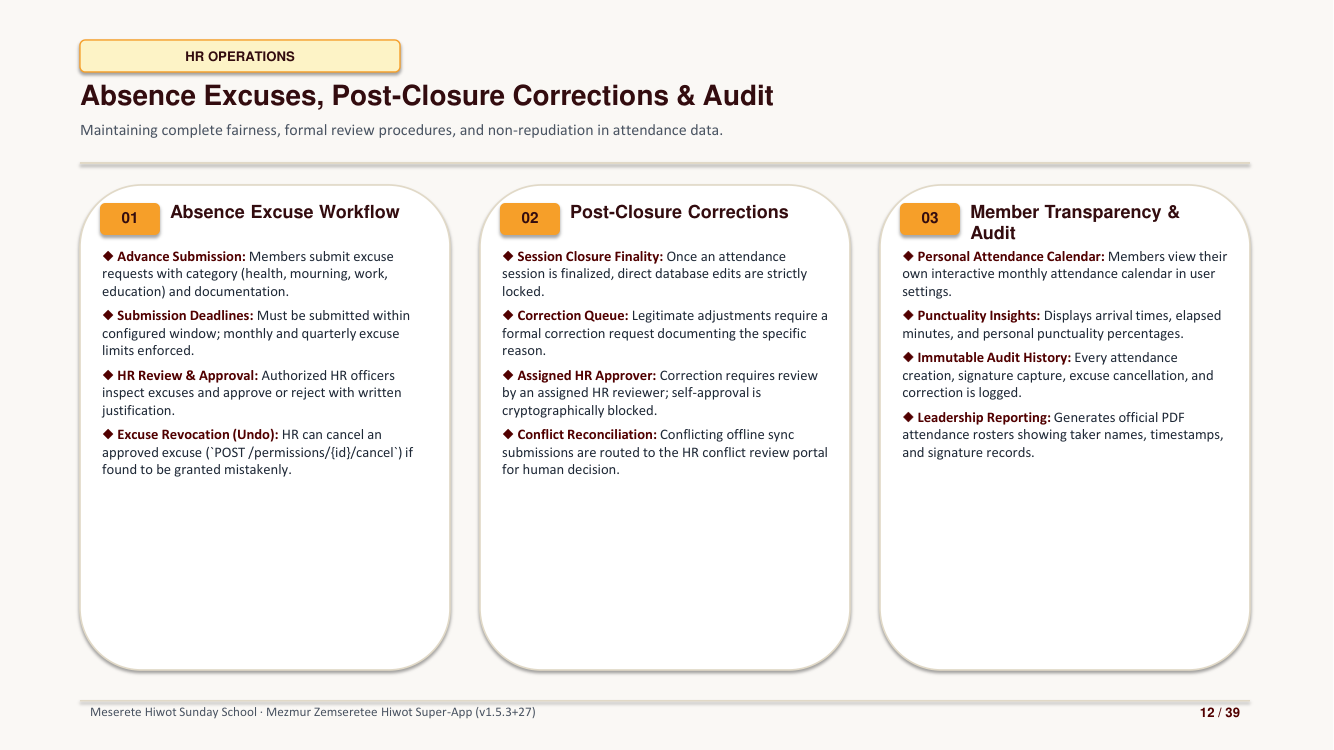 HR OPERATIONS
Absence Excuses, Post-Closure Corrections & Audit
Maintaining complete fairness, formal review procedures, and non-repudiation in attendance data.
01
Absence Excuse Workflow
◆ Advance Submission: Members submit excuse
requests with category (health, mourning, work,
education) and documentation.
◆ Submission Deadlines: Must be submitted within
configured window; monthly and quarterly excuse
limits enforced.
◆ HR Review & Approval: Authorized HR officers
inspect excuses and approve or reject with written
justification.
◆ Excuse Revocation (Undo): HR can cancel an
approved excuse (`POST /permissions/{id}/cancel`) if
found to be granted mistakenly.
02
Post-Closure Corrections
◆ Session Closure Finality: Once an attendance
session is finalized, direct database edits are strictly
locked.
◆ Correction Queue: Legitimate adjustments require a
formal correction request documenting the specific
reason.
◆ Assigned HR Approver: Correction requires review
by an assigned HR reviewer; self-approval is
cryptographically blocked.
◆ Conflict Reconciliation: Conflicting offline sync
submissions are routed to the HR conflict review portal
for human decision.
03
Member Transparency &
Audit
◆ Personal Attendance Calendar: Members view their
own interactive monthly attendance calendar in user
settings.
◆ Punctuality Insights: Displays arrival times, elapsed
minutes, and personal punctuality percentages.
◆ Immutable Audit History: Every attendance
creation, signature capture, excuse cancellation, and
correction is logged.
◆ Leadership Reporting: Generates official PDF
attendance rosters showing taker names, timestamps,
and signature records.
Meserete Hiwot Sunday School · Mezmur Zemseretee Hiwot Super-App (v1.5.3+27)
12 / 39